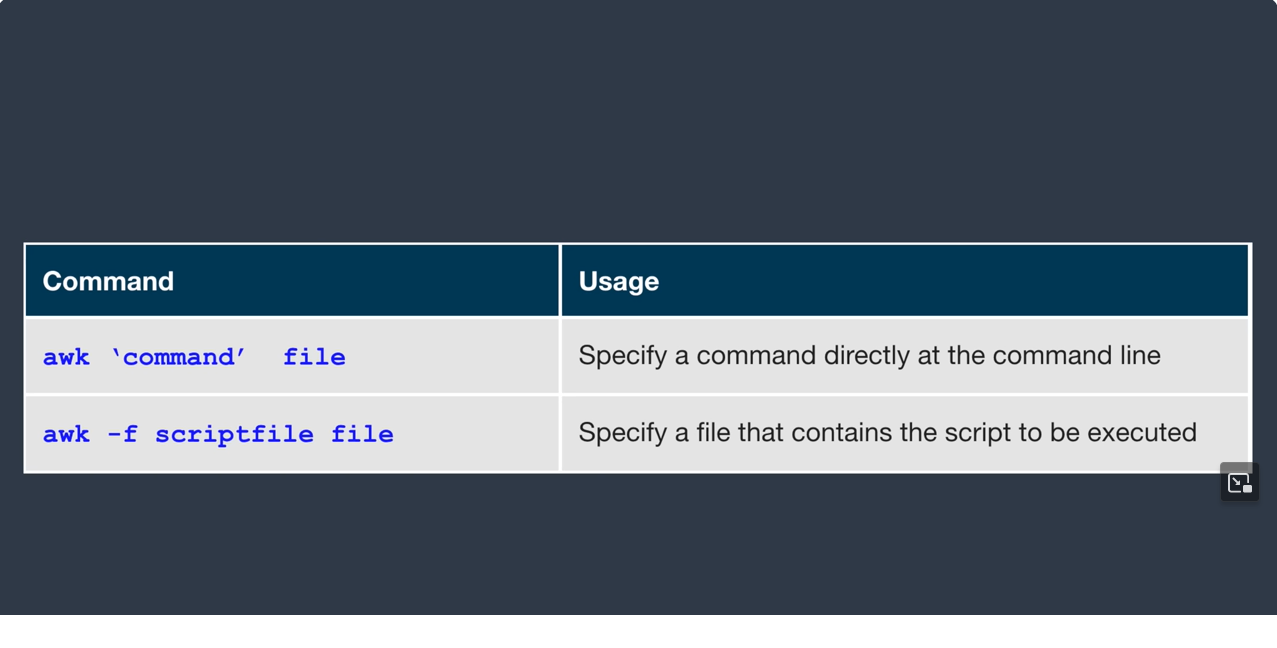 Command Usage
awk ‘command’ file Specify a command directly at the command line
awk -f scriptfile file Specify a file that contains the script to be executed